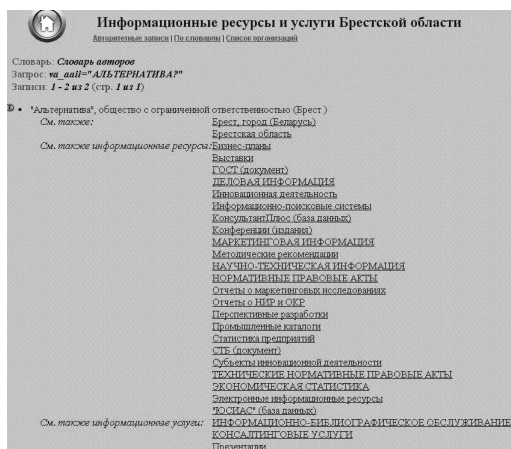 Информационные ресурсы и услуги Брестской области
Авторитетные записи | По словарям | Список организаций
Словарь: Словарь авторов
Запрос: va_aall="АЛЬТЕРНАТИВА?"
Записи: 1 - 2 из 2 (стр. 1 из 1)
"Альтернатива", общество с ограниченной ответственностью (Брест )
См. также: Брест, город (Беларусь)
Брестская область
См. также информационные ресурсы: Бизнес-планы
Выставки
ГОСТ (документ)
ДЕЛОВАЯ ИНФОРМАЦИЯ
Инновационная деятельность
Информационно-поисковые системы
КонсультантПлюс (база данных)
Конференции (издания)
МАРКЕТИНГОВАЯ ИНФОРМАЦИЯ
Методические рекомендации
НАУЧНО-ТЕХНИЧЕСКАЯ ИНФОРМАЦИЯ
НОРМАТИВНЫЕ ПРАВОВЫЕ АКТЫ
Отчеты о маркетинговых исследованиях
Отчеты о НИР и ОКР
Перспективные разработки
Промышленные каталоги
Статистика предприятий
СТБ (документ)
Субъекты инновационной деятельности
ТЕХНИЧЕСКИЕ НОРМАТИВНЫЕ ПРАВОВЫЕ АКТЫ
ЭКОНОМИЧЕСКАЯ СТАТИСТИКА
Электронные информационные ресурсы
"ЮСИАС" (база данных)
См. также информационные услуги: ИНФОРМАЦИОННО-БИБЛИОГРАФИЧЕСКОЕ ОБСЛУЖИВАНИЕ
КОНСАЛТИНГОВЫЕ УСЛУГИ
Презентации